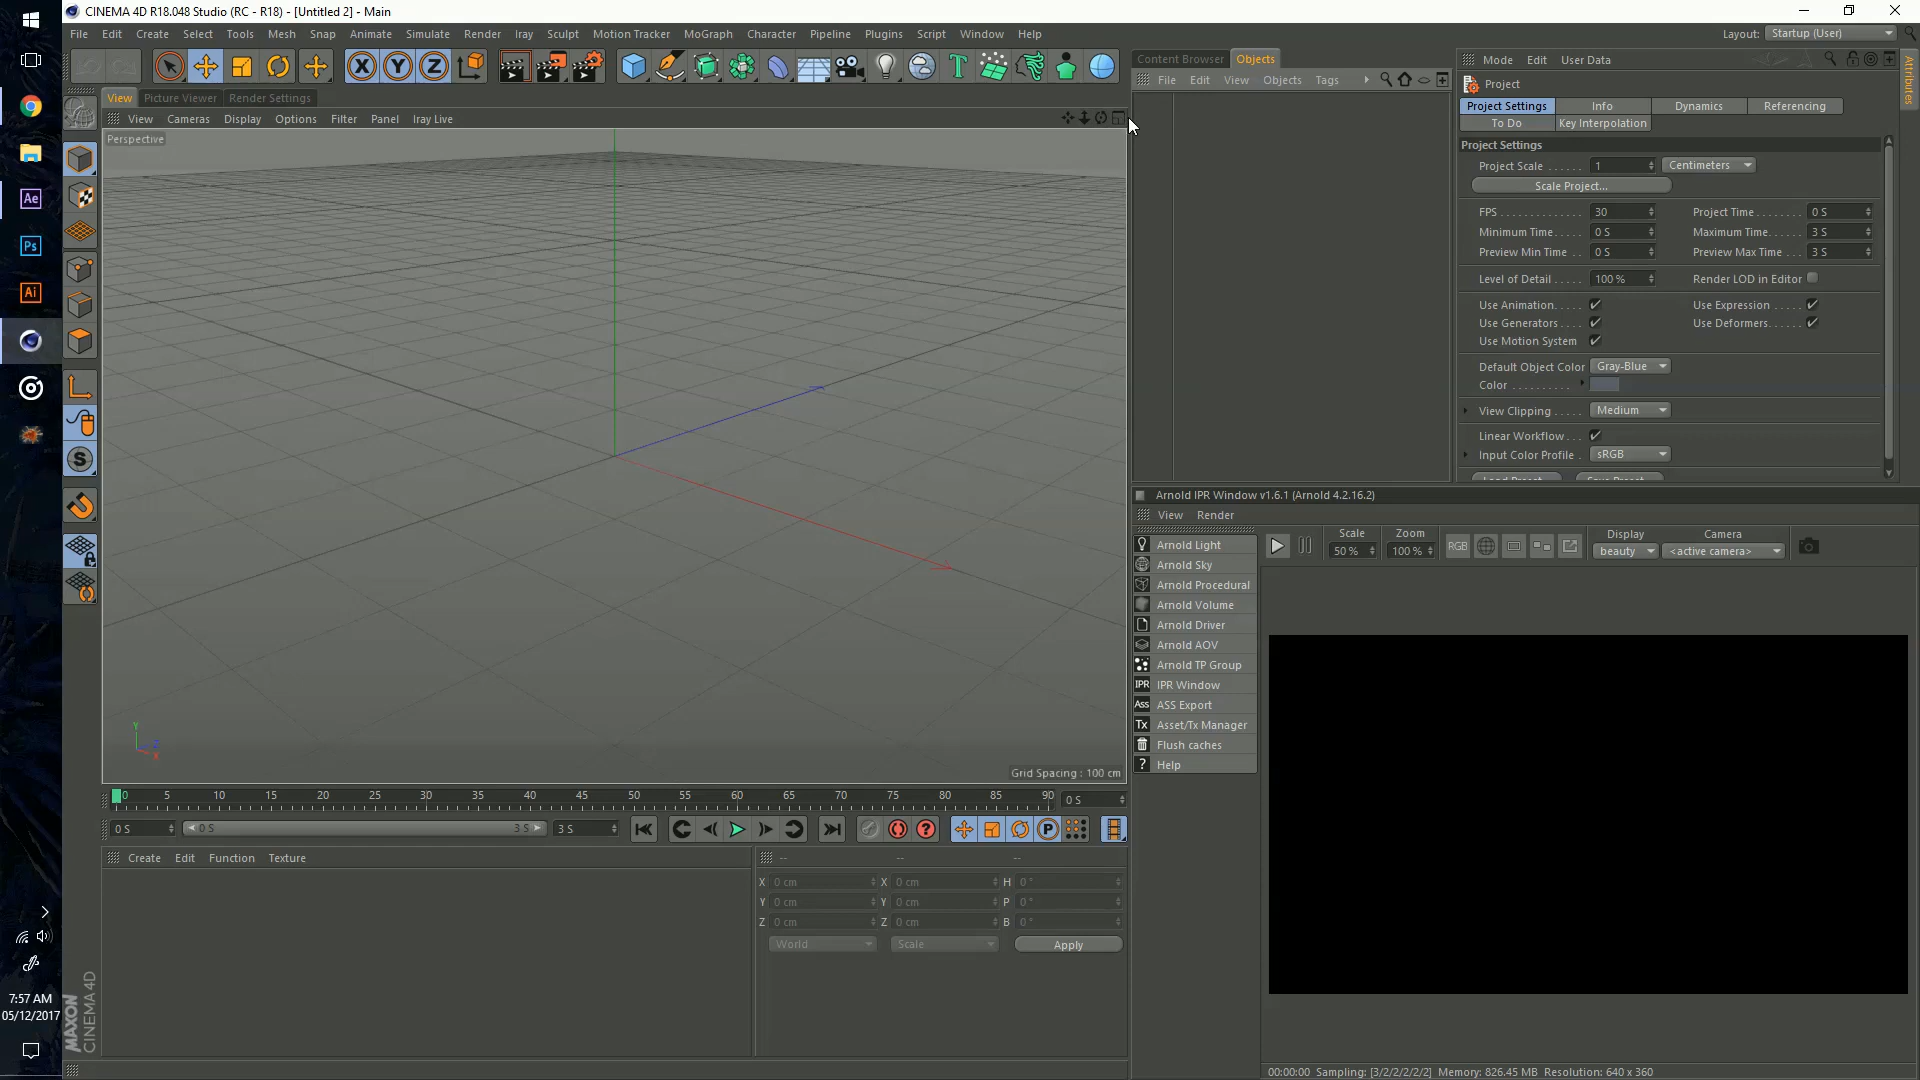 CINEMA 4D R18.048 Studio (RC - R18) - [Untitled 2] - Main
File Edit Create Select Tools Mesh Snap Animate Simulate Render Iray Sculpt Motion Tracker MoGraph Character Pipeline Plugins Script Window Help
Layout: Startup (User)
Content Browser Objects
File Edit View Objects Tags
Mode Edit User Data
Attributes
Project
Project Settings Info Dynamics Referencing
To Do Key Interpolation
View Picture Viewer Render Settings
View Cameras Display Options Filter Panel Iray Live
Perspective
Project Settings
Project Scale 1 Centimeters
Scale Project...
FPS 30 Project Time 0 S
Minimum Time 0 S Maximum Time 3 S
Preview Min Time 0 S Preview Max Time 3 S
Level of Detail 100 % Render LOD in Editor
Use Animation Use Expression
Use Generators Use Deformers
Use Motion System
Default Object Color Gray-Blue
Color
View Clipping Medium
Linear Workflow
Input Color Profile sRGB
Ae
Ps
Ai
Y
Z
X
Grid Spacing : 100 cm
Arnold IPR Window v1.6.1 (Arnold 4.2.16.2)
View Render
Scale Zoom Display Camera
50 % 100 % RGB beauty <active camera>
Arnold Light
Arnold Sky
Arnold Procedural
Arnold Volume
Arnold Driver
Arnold AOV
Arnold TP Group
IPR IPR Window
Ass ASS Export
Tx Asset/Tx Manager
Flush caches
? Help
0 5 10 15 20 25 30 35 40 45 50 55 60 65 70 75 80 85 90 0 S
0 S 0 S 3 S 3 S
Create Edit Function Texture
-- -- --
X 0 cm X 0 cm H 0 °
Y 0 cm Y 0 cm P 0 °
Z 0 cm Z 0 cm B 0 °
World Scale Apply
7:57 AM
05/12/2017
MAXON
CINEMA 4D
00:00:00 Sampling: [3/2/2/2/2/2] Memory: 826.45 MB Resolution: 640 x 360